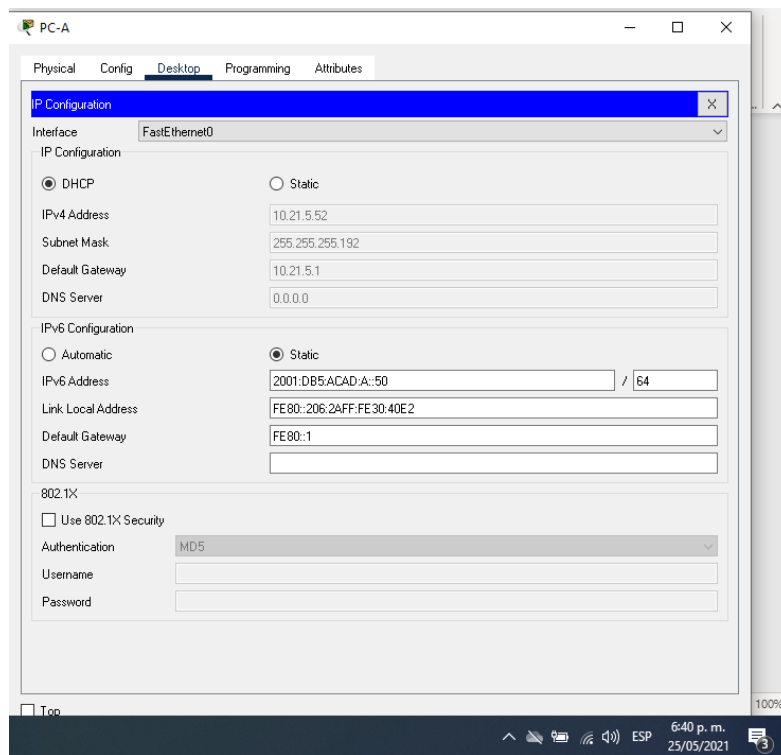 PC-A
Physical Config Desktop Programming Attributes
IP Configuration X
Interface FastEthernet0
IP Configuration
DHCP Static
IPv4 Address 10.21.5.52
Subnet Mask 255.255.255.192
Default Gateway 10.21.5.1
DNS Server 0.0.0.0
IPv6 Configuration
Automatic Static
IPv6 Address 2001:DB5:ACAD:A::50 / 64
Link Local Address FE80::206:2AFF:FE30:40E2
Default Gateway FE80::1
DNS Server
802.1X
Use 802.1X Security
Authentication MD5
Username
Password
Top
100%
ESP 6:40 p. m.
25/05/2021 3